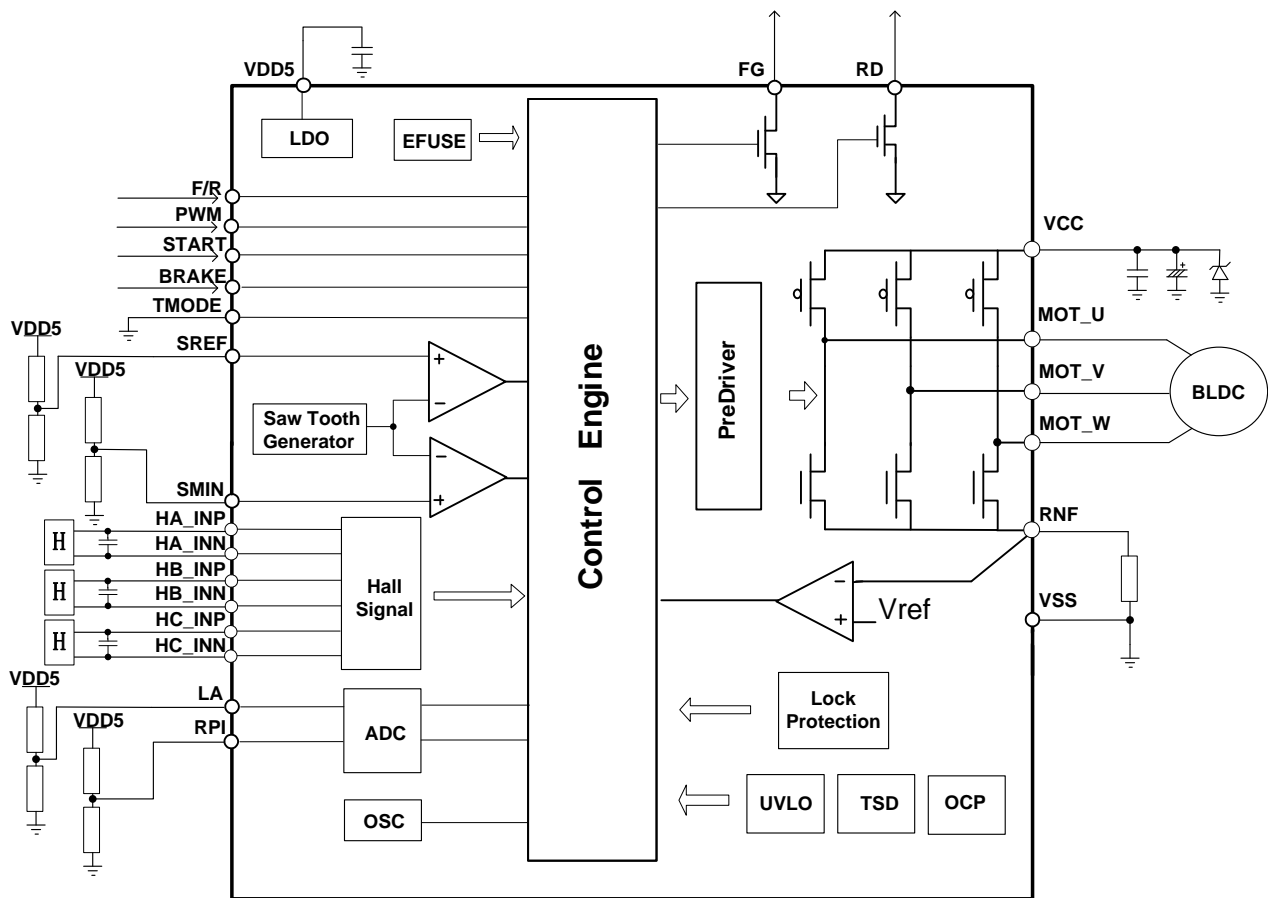 VDD5
FG
RD
LDO
EFUSE
F/R
PWM
START
BRAKE
TMODE
VDD5
SREF
VDD5
Saw Tooth
Generator
+
−
−
+
SMIN
HA_INP
HA_INN
HB_INP
HB_INN
HC_INP
HC_INN
H
H
H
Hall
Signal
VDD5
LA
VDD5
RPI
ADC
OSC
Control Engine
PreDriver
VCC
+
MOT_U
MOT_V
MOT_W
BLDC
RNF
−
+
Vref
VSS
Lock
Protection
UVLO
TSD
OCP